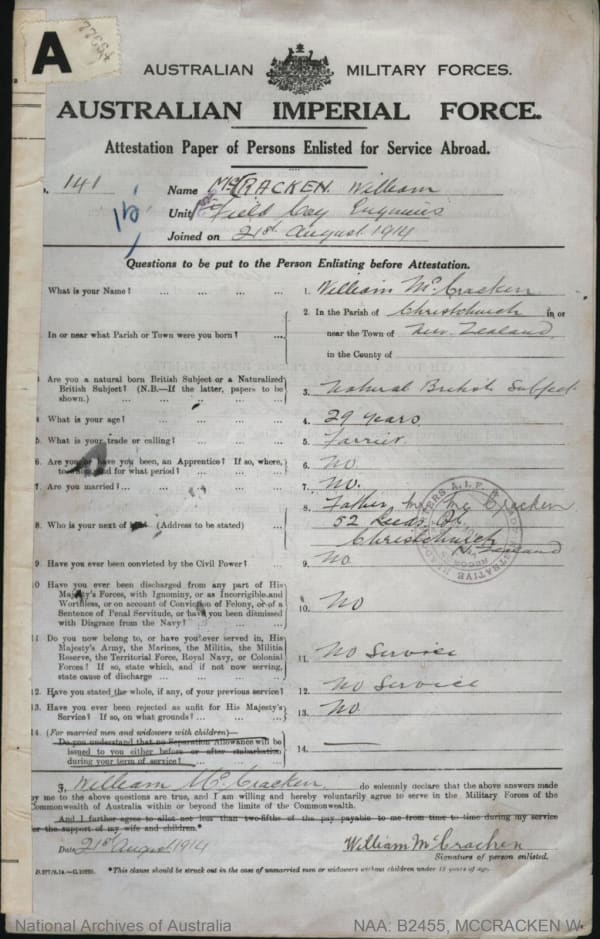 A
77664
AUSTRALIAN MILITARY FORCES.
AUSTRALIAN IMPERIAL FORCE.
Attestation Paper of Persons Enlisted for Service Abroad.
141
Name McCRACKEN. William
Unit Field Coy Engineers
Joined on 21st August 1914
Questions to be put to the Person Enlisting before Attestation.
What is your Name? ... ... ... ... 1. William McCracken
In or near what Parish or Town were you born? ...
2. In the Parish of Christchurch in or
near the Town of New Zealand
in the County of
Are you a natural born British Subject or a Naturalized
British Subject? (N.B.—If the latter, papers to be
shown.) ... ... ... ... 3. Natural British Subject
4. What is your age? ... ... ... ... 4. 29 years
5. What is your trade or calling? ... ... ... 5. Farrier
6. Are you or have you been, an Apprentice? If so, where,
to whom, and for what period? ... ... ... 6. No
7. Are you married? ... ... ... ... 7. No.
8. Who is your next of kin? (Address to be stated) ...
8. Father McCracken
52 Leeds St.
Christchurch
N. Zealand
9. Have you ever been convicted by the Civil Power? ... 9. No
10 Have you ever been discharged from any part of His
Majesty's Forces, with Ignominy, or as Incorrigible and
Worthless, or on account of Conviction of Felony, or of a
Sentence of Penal Servitude, or have you been dismissed
with Disgrace from the Navy? ... ... 10. No
11 Do you now belong to, or have you ever served in, His
Majesty's Army, the Marines, the Militia, the Militia
Reserve, the Territorial Force, Royal Navy, or Colonial
Forces? If so, state which, and if not now serving,
state cause of discharge ... ... ... 11. No Service
12. Have you stated the whole, if any, of your previous service? 12. No Service
13. Have you ever been rejected as unfit for His Majesty's
Service? If so, on what grounds? ... ... 13. No
14. (For married men and widowers with children)—
Do you understand that no Separation Allowance will be
issued to you either before or after embarkation
during your term of service? ... ... 14. —
I, William McCracken do solemnly declare that the above answers made
by me to the above questions are true, and I am willing and hereby voluntarily agree to serve in the Military Forces of the
Commonwealth of Australia within or beyond the limits of the Commonwealth.
And I further agree to allot not less than two-fifths of the pay payable to me from time to time during my service
for the support of my wife and children.*
Date 21st August 1914
William McCracken
Signature of person enlisted.
*This clause should be struck out in the case of unmarried men or widowers without children under 18 years of age.
National Archives of Australia
NAA: B2455, MCCRACKEN W